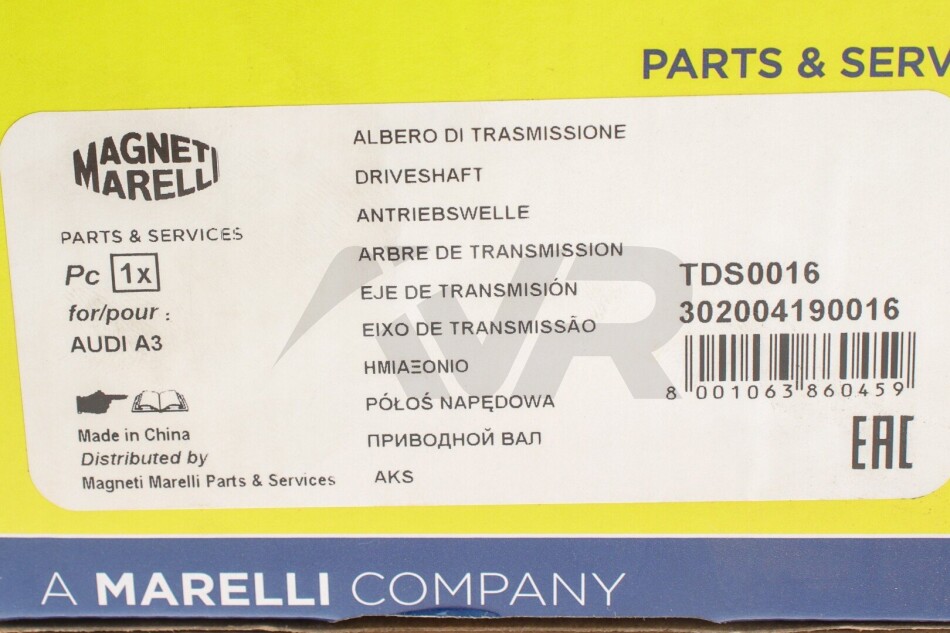 PARTS & SERV
MAGNETI
MARELLI
PARTS & SERVICES
Pc 1x
for/pour :
AUDI A3
Made in China
Distributed by
Magneti Marelli Parts & Services
ALBERO DI TRASMISSIONE
DRIVESHAFT
ANTRIEBSWELLE
ARBRE DE TRANSMISSION
EJE DE TRANSMISIÓN
EIXO DE TRANSMISSÃO
ΗΜΙΑΞΟΝΙΟ
PÓŁOŚ NAPĘDOWA
ПРИВОДНОЙ ВАЛ
AKS
TDS0016
302004190016
8 001063 860459
EAC
AVR
A MARELLI COMPANY